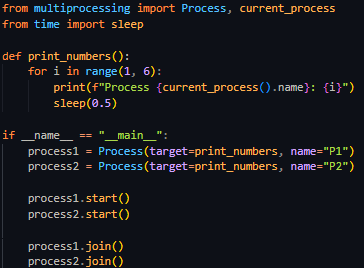 from multiprocessing import Process, current_process
from time import sleep

def print_numbers():
    for i in range(1, 6):
        print(f"Process {current_process().name}: {i}")
        sleep(0.5)

if __name__ == "__main__":
    process1 = Process(target=print_numbers, name="P1")
    process2 = Process(target=print_numbers, name="P2")

    process1.start()
    process2.start()

    process1.join()
    process2.join()